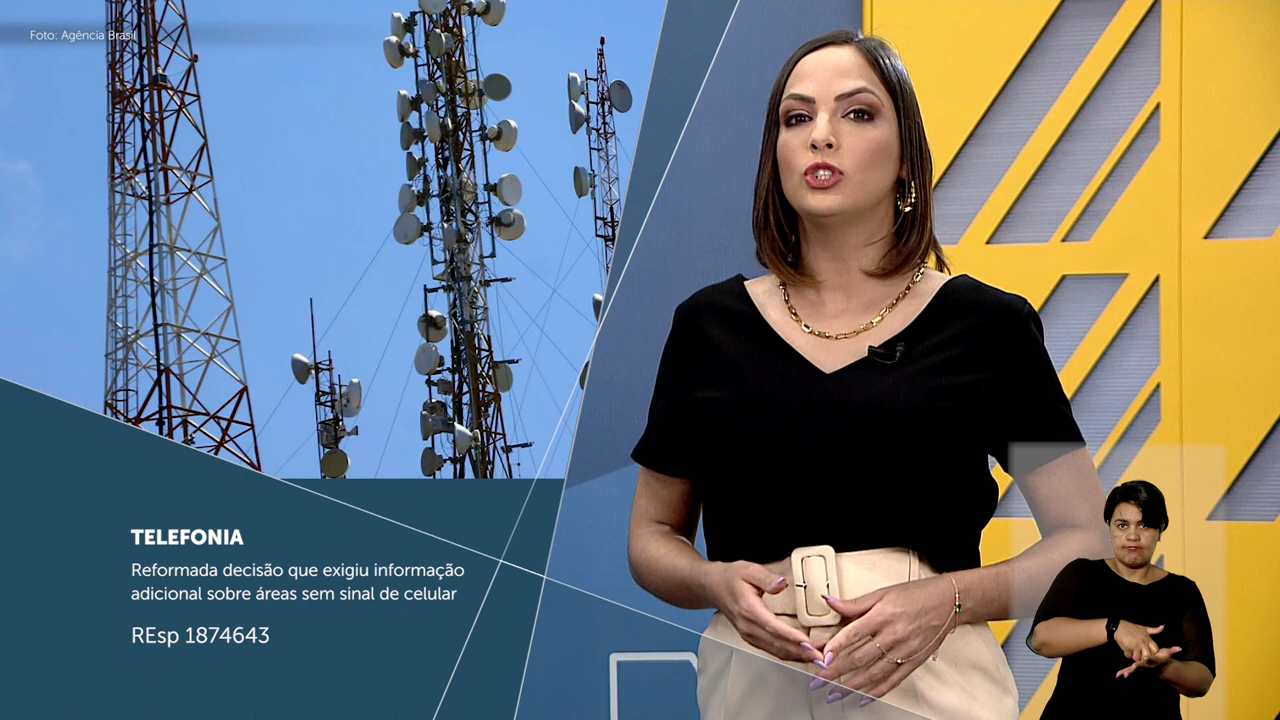 Foto: Agência Brasil
TELEFONIA
Reformada decisão que exigiu informação
adicional sobre áreas sem sinal de celular
REsp 1874643